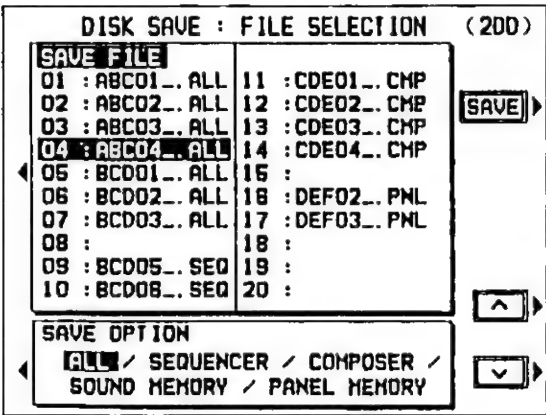 DISK SAVE : FILE SELECTION (2DD)
SAVE FILE
01 :ABC01_.ALL
02 :ABC02_.ALL
03 :ABC03_.ALL
04 :ABC04_.ALL
05 :BCD01_.ALL
06 :BCD02_.ALL
07 :BCD03_.ALL
08 :
09 :BCD05_.SEQ
10 :BCD06_.SEQ
11 :CDE01_.CMP
12 :CDE02_.CMP
13 :CDE03_.CMP
14 :CDE04_.CMP
15 :
16 :DEF02_.PNL
17 :DEF03_.PNL
18 :
19 :
20 :
SAVE
SAVE OPTION
ALL / SEQUENCER / COMPOSER /
SOUND MEMORY / PANEL MEMORY